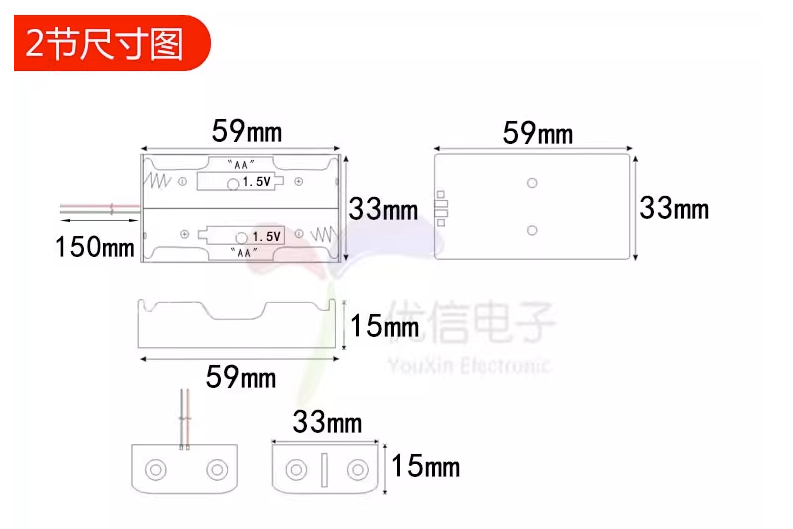 2节尺寸图
59mm
59mm
"AA"
1.5V
33mm
33mm
150mm
1.5V
"AA"
15mm
优信电子
YouXin Electronic
59mm
33mm
15mm